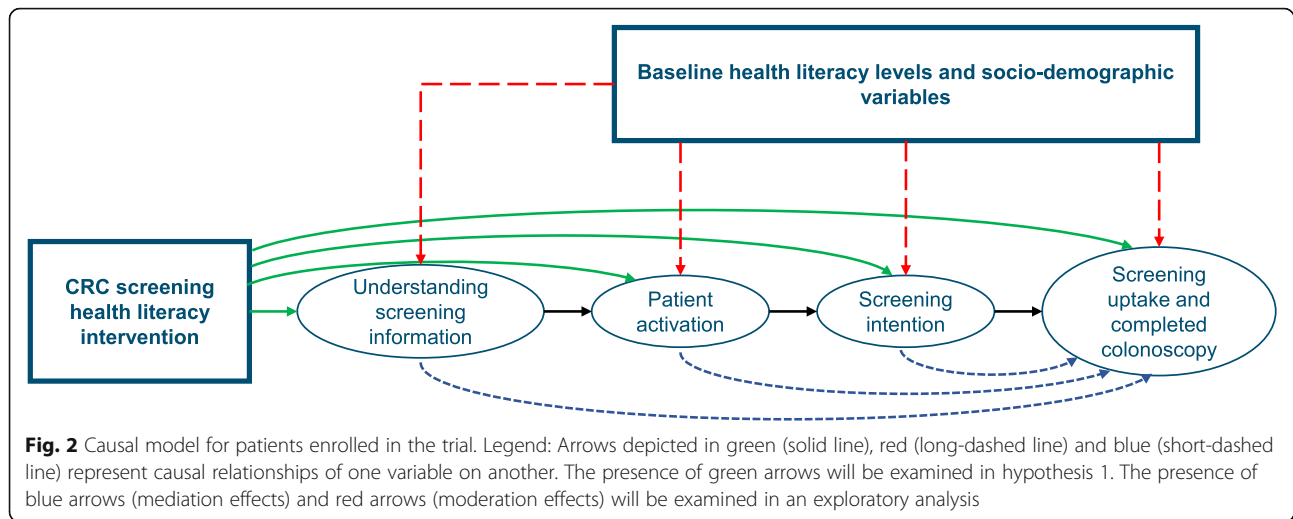 Baseline health literacy levels and socio-demographic
variables
CRC screening
health literacy
intervention
Understanding
screening
information
Patient
activation
Screening
intention
Screening
uptake and
completed
colonoscopy
Fig. 2 Causal model for patients enrolled in the trial. Legend: Arrows depicted in green (solid line), red (long-dashed line) and blue (short-dashed
line) represent causal relationships of one variable on another. The presence of green arrows will be examined in hypothesis 1. The presence of
blue arrows (mediation effects) and red arrows (moderation effects) will be examined in an exploratory analysis